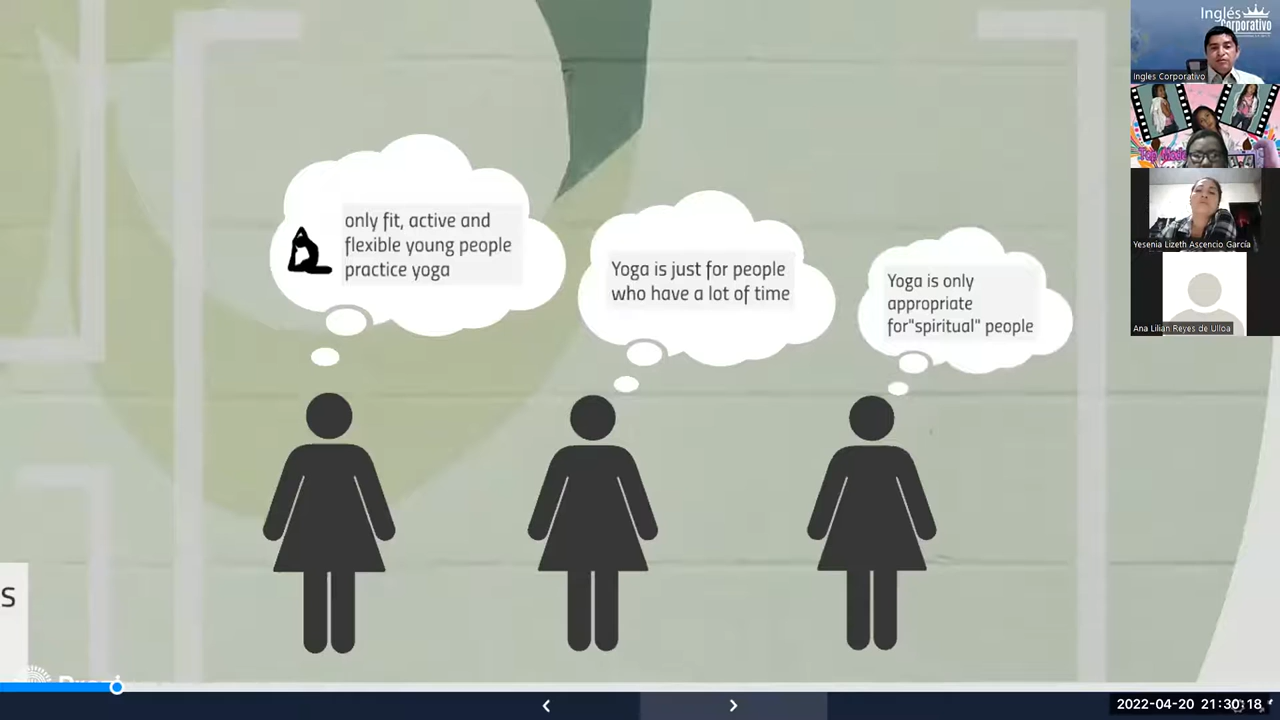 only fit, active and
flexible young people
practice yoga
Yoga is just for people
who have a lot of time
Yoga is only
appropriate
for"spiritual" people
S
Inglés
Corporativo
Ingles Corporativo
Yesenia Lizeth Ascencio García
Ana Lilian Reyes de Ulloa
2022-04-20 21:30:18